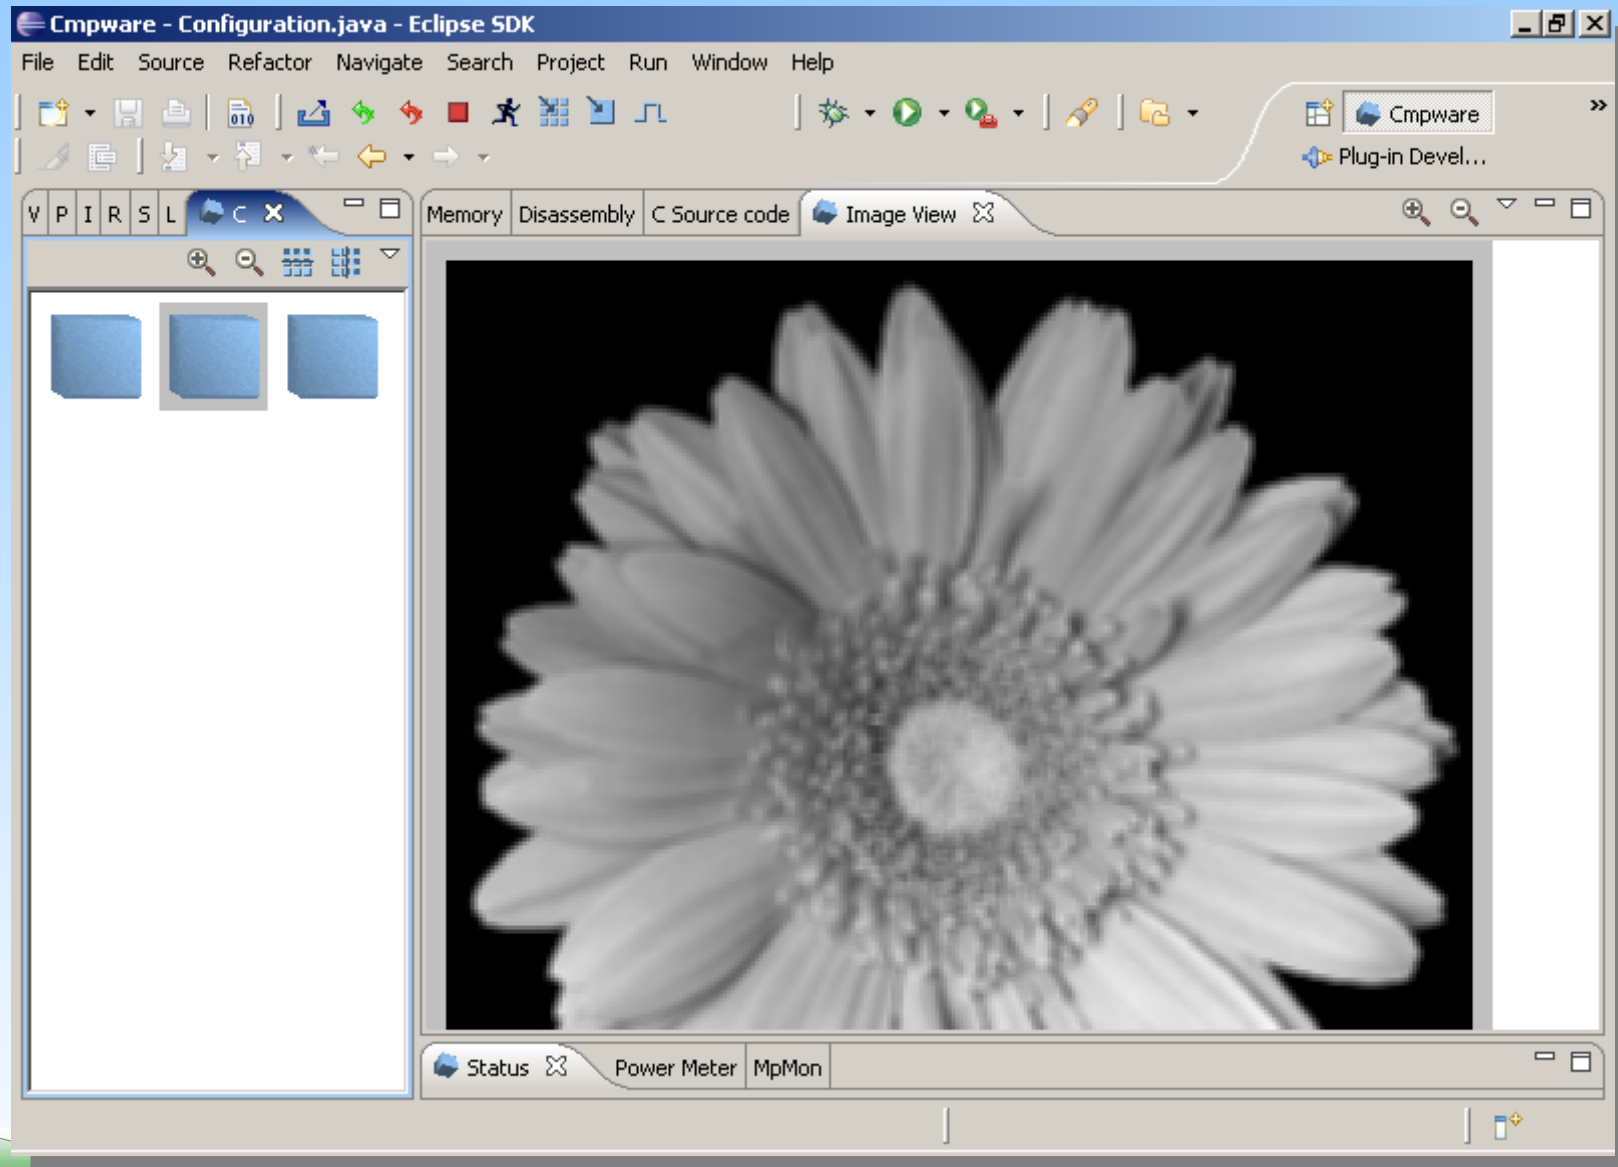 Cmpware - Configuration.java - Eclipse SDK
File Edit Source Refactor Navigate Search Project Run Window Help
010 Cmpware »
Plug-in Devel...
V P I R S L C Memory Disassembly C Source code Image View
Status Power Meter MpMon